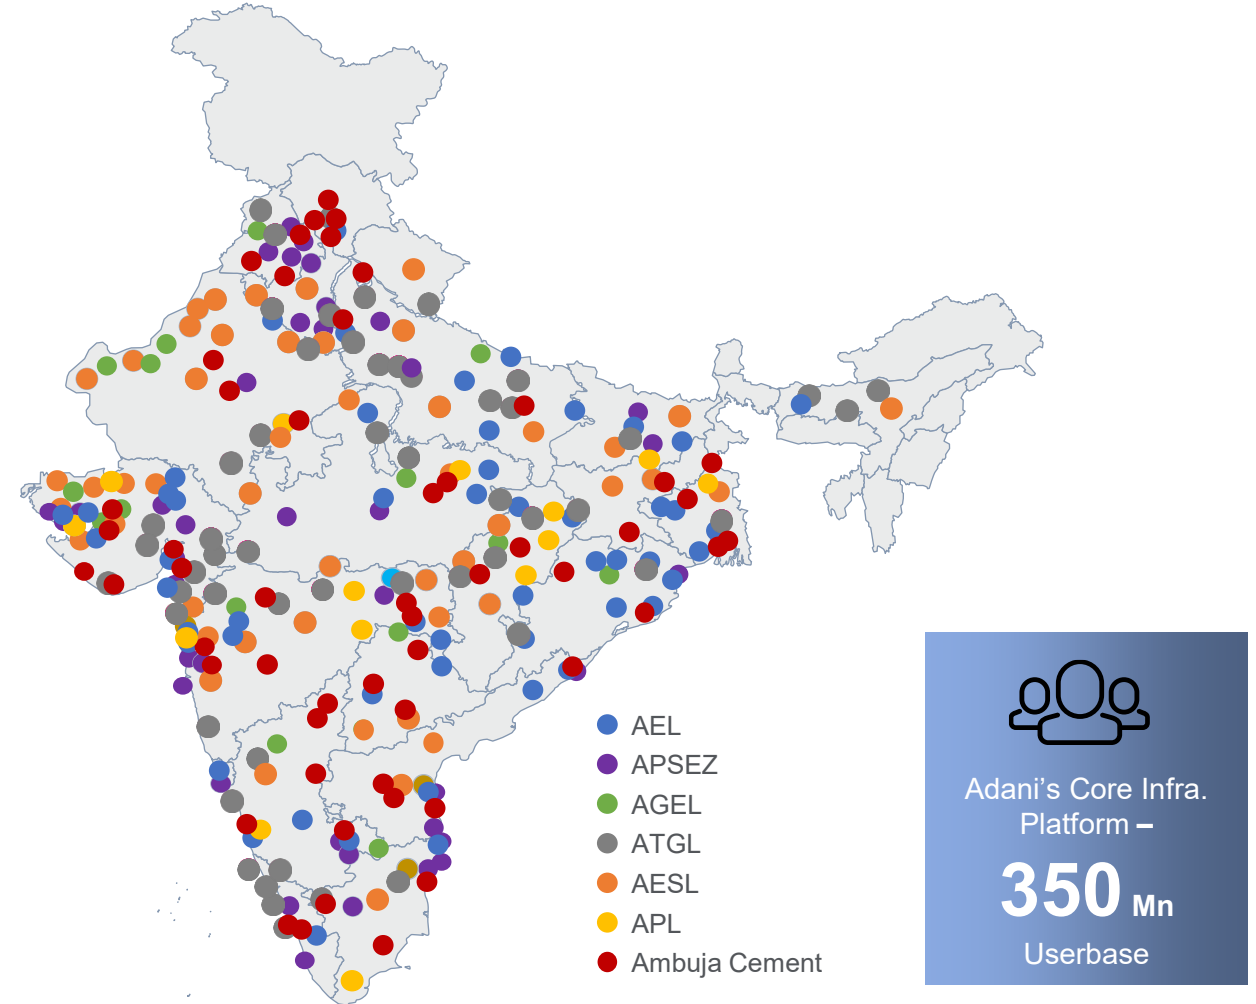 AEL
APSEZ
AGEL
ATGL
AESL
APL
Ambuja Cement
Adani’s Core Infra.
Platform –
350 Mn
Userbase